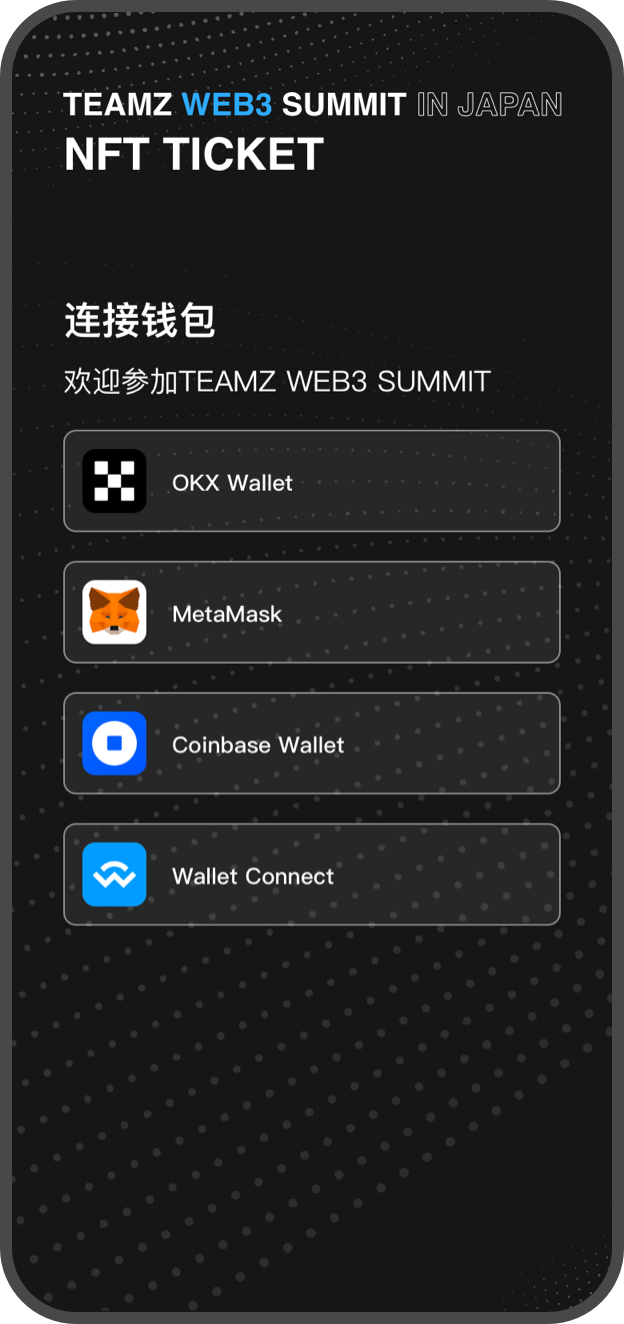 TEAMZ WEB3 SUMMIT IN JAPAN
NFT TICKET
连接钱包
欢迎参加TEAMZ WEB3 SUMMIT
OKX Wallet
MetaMask
Coinbase Wallet
Wallet Connect